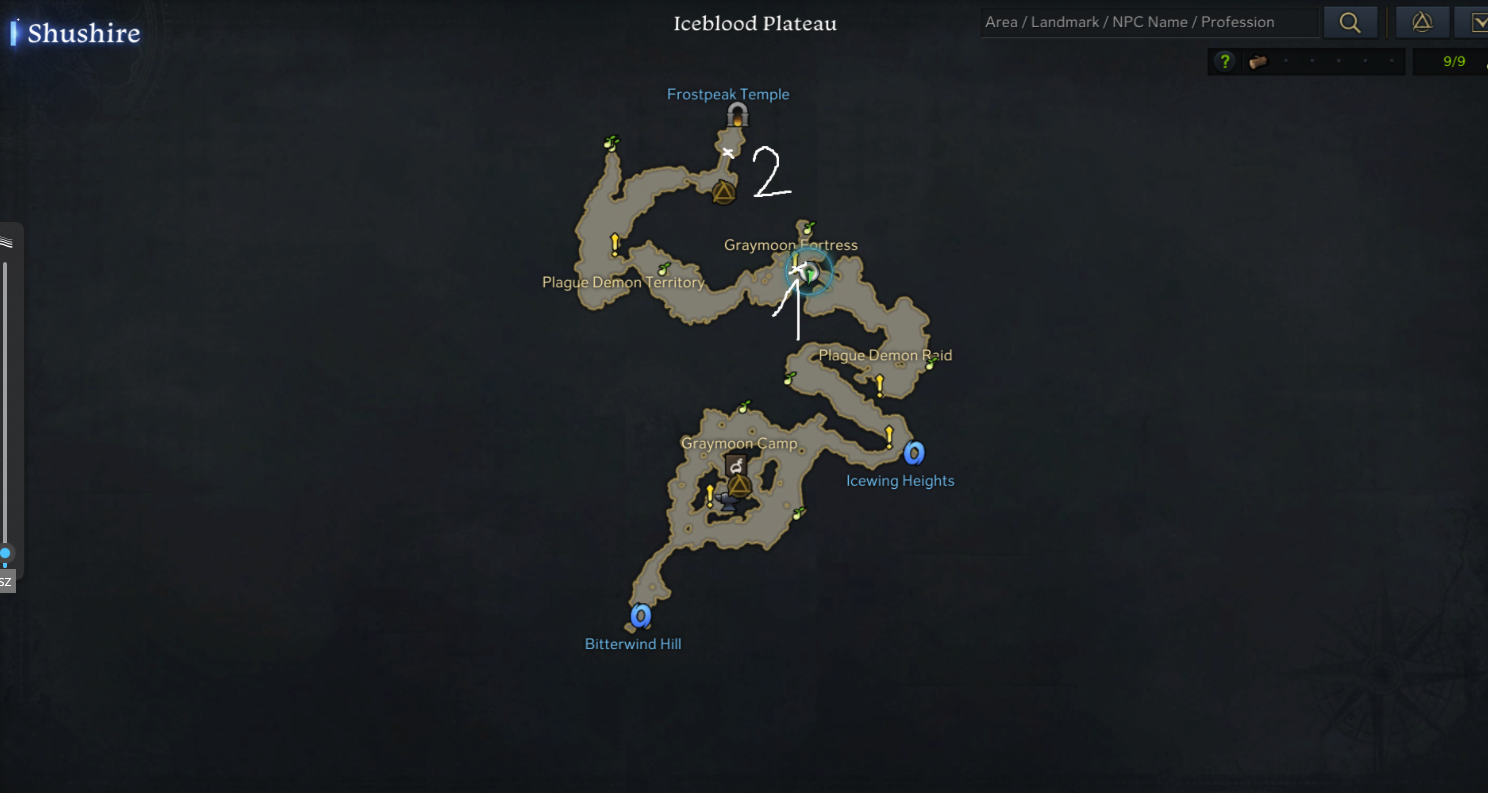 Shushire
Iceblood Plateau
Area / Landmark / NPC Name / Profession
?
9/9
Frostpeak Temple
2
Graymoon Fortress
Plague Demon Territory
1
Plague Demon Raid
Graymoon Camp
Icewing Heights
SZ
Bitterwind Hill